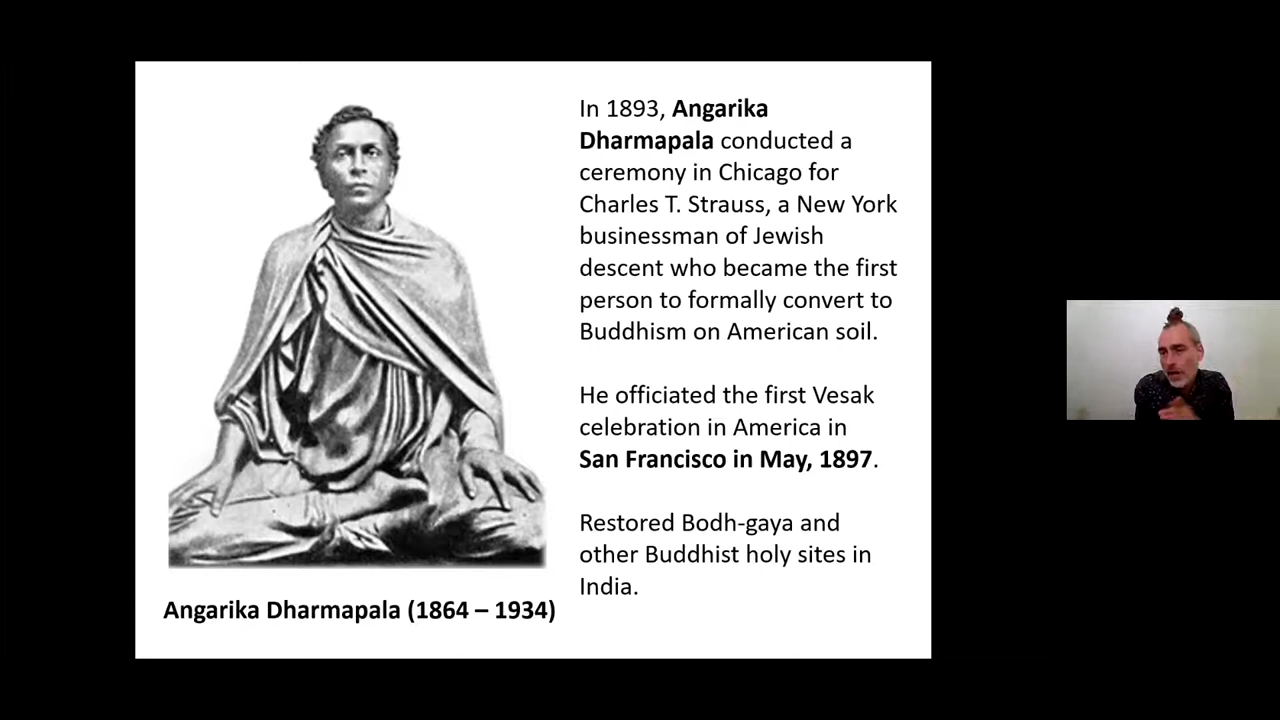 In 1893, Angarika
Dharmapala conducted a
ceremony in Chicago for
Charles T. Strauss, a New York
businessman of Jewish
descent who became the first
person to formally convert to
Buddhism on American soil.
He officiated the first Vesak
celebration in America in
San Francisco in May, 1897.
Restored Bodh-gaya and
other Buddhist holy sites in
India.
Angarika Dharmapala (1864 – 1934)